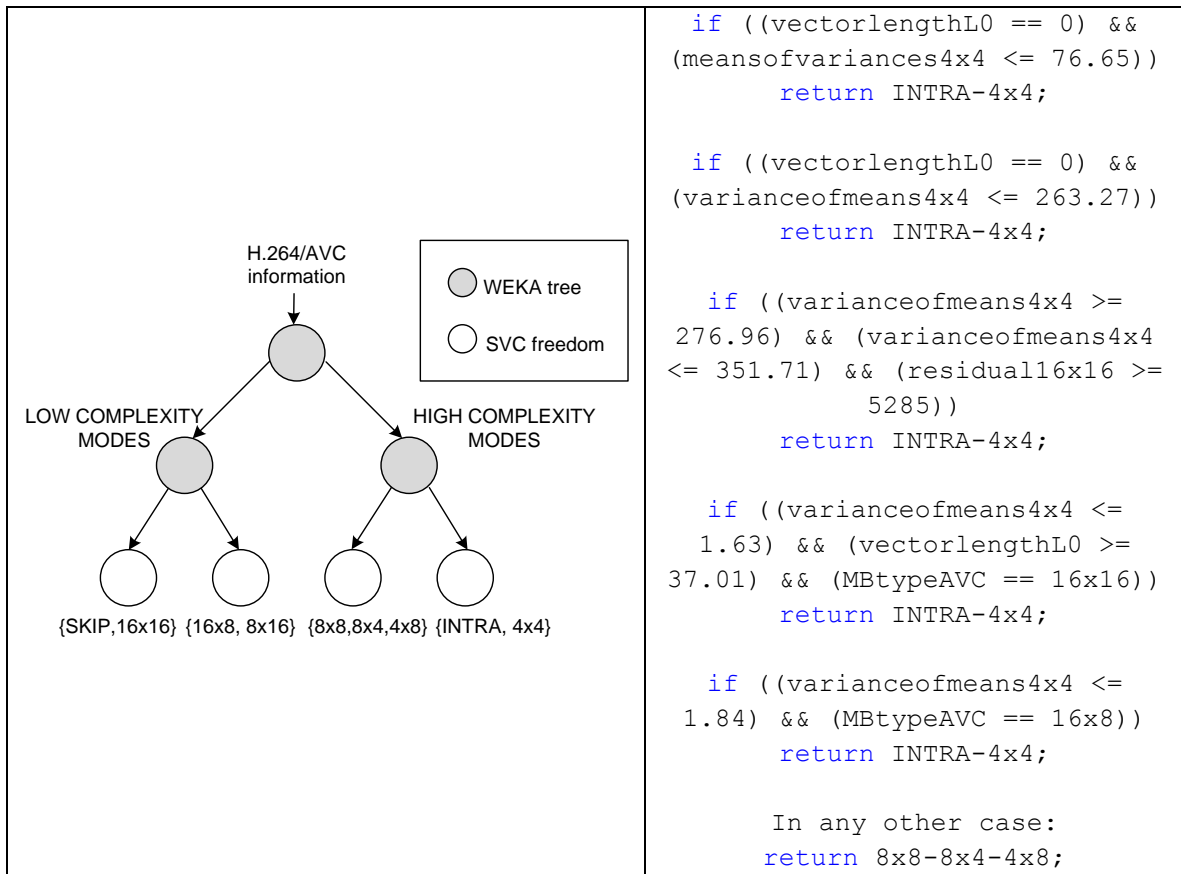 H.264/AVC
information
WEKA tree
SVC freedom
LOW COMPLEXITY
MODES
HIGH COMPLEXITY
MODES
{SKIP,16x16} {16x8, 8x16} {8x8,8x4,4x8} {INTRA, 4x4}
if ((vectorlengthL0 == 0) &&
(meansofvariances4x4 <= 76.65))
return INTRA-4x4;
if ((vectorlengthL0 == 0) &&
(varianceofmeans4x4 <= 263.27))
return INTRA-4x4;
if ((varianceofmeans4x4 >=
276.96) && (varianceofmeans4x4
<= 351.71) && (residual16x16 >=
5285))
return INTRA-4x4;
if ((varianceofmeans4x4 <=
1.63) && (vectorlengthL0 >=
37.01) && (MBtypeAVC == 16x16))
return INTRA-4x4;
if ((varianceofmeans4x4 <=
1.84) && (MBtypeAVC == 16x8))
return INTRA-4x4;
In any other case:
return 8x8-8x4-4x8;